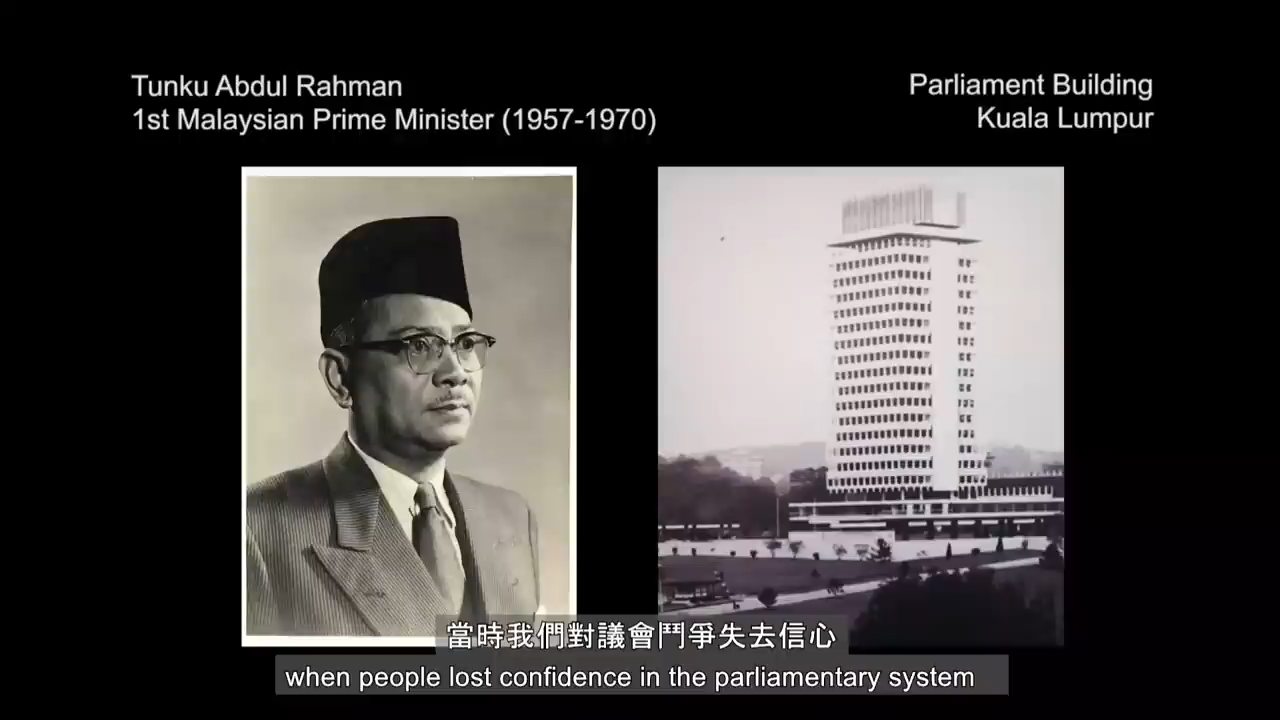 Tunku Abdul Rahman
1st Malaysian Prime Minister (1957-1970)
Parliament Building
Kuala Lumpur
當時我們對議會鬥爭失去信心
when people lost confidence in the parliamentary system